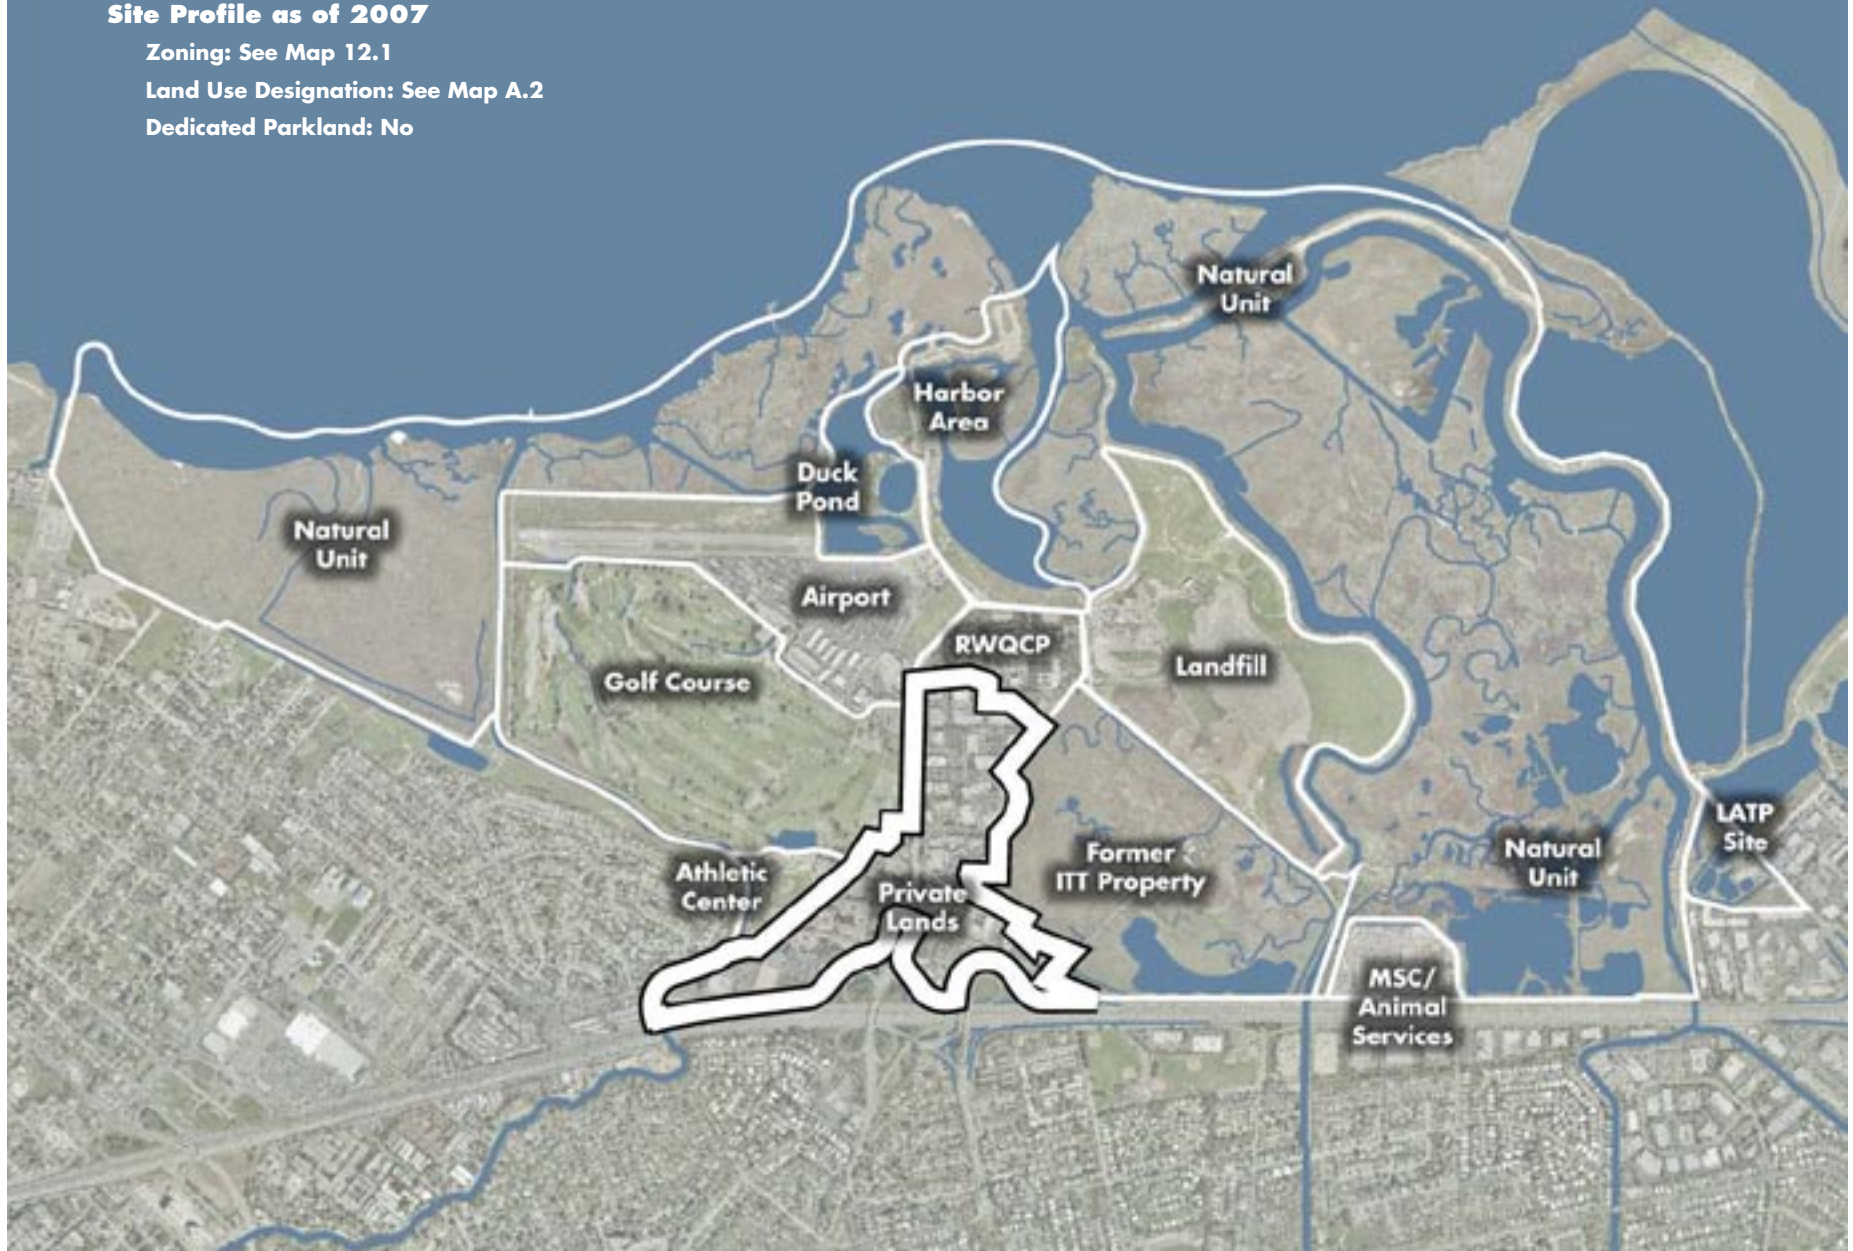 Site Profile as of 2007
Zoning: See Map 12.1
Land Use Designation: See Map A.2
Dedicated Parkland: No
Natural
Unit
Harbor
Area
Duck
Pond
Natural
Unit
Airport
RWQCP
Landfill
Golf Course
LATP
Site
Former
ITT Property
Natural
Unit
Athletic
Center
Private
Lands
MSC/
Animal
Services